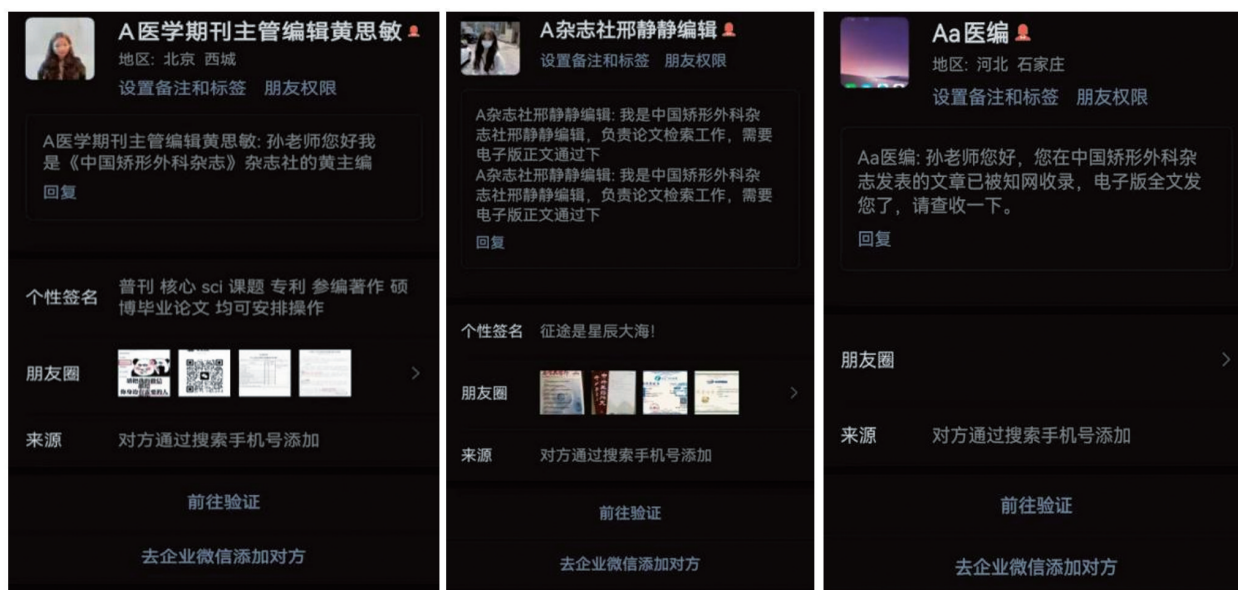 A医学期刊主管编辑黄思敏
地区: 北京 西城
设置备注和标签 朋友权限
A医学期刊主管编辑黄思敏: 孙老师您好我
是《中国矫形外科杂志》杂志社的黄主编
回复
个性签名 普刊 核心 sci 课题 专利 参编著作 硕
博毕业论文 均可安排操作
朋友圈
来源 对方通过搜索手机号添加
前往验证
去企业微信添加对方
A杂志社邢静静编辑
设置备注和标签 朋友权限
A杂志社邢静静编辑: 我是中国矫形外科杂
志社邢静静编辑，负责论文检索工作，需要
电子版正文通过下
A杂志社邢静静编辑: 我是中国矫形外科杂
志社邢静静编辑，负责论文检索工作，需要
电子版正文通过下
回复
个性签名 征途是星辰大海!
朋友圈
来源 对方通过搜索手机号添加
前往验证
去企业微信添加对方
Aa医编
地区: 河北 石家庄
设置备注和标签 朋友权限
Aa医编: 孙老师您好，您在中国矫形外科杂
志发表的文章已被知网收录，电子版全文发
您了，请查收一下。
回复
朋友圈
来源 对方通过搜索手机号添加
前往验证
去企业微信添加对方